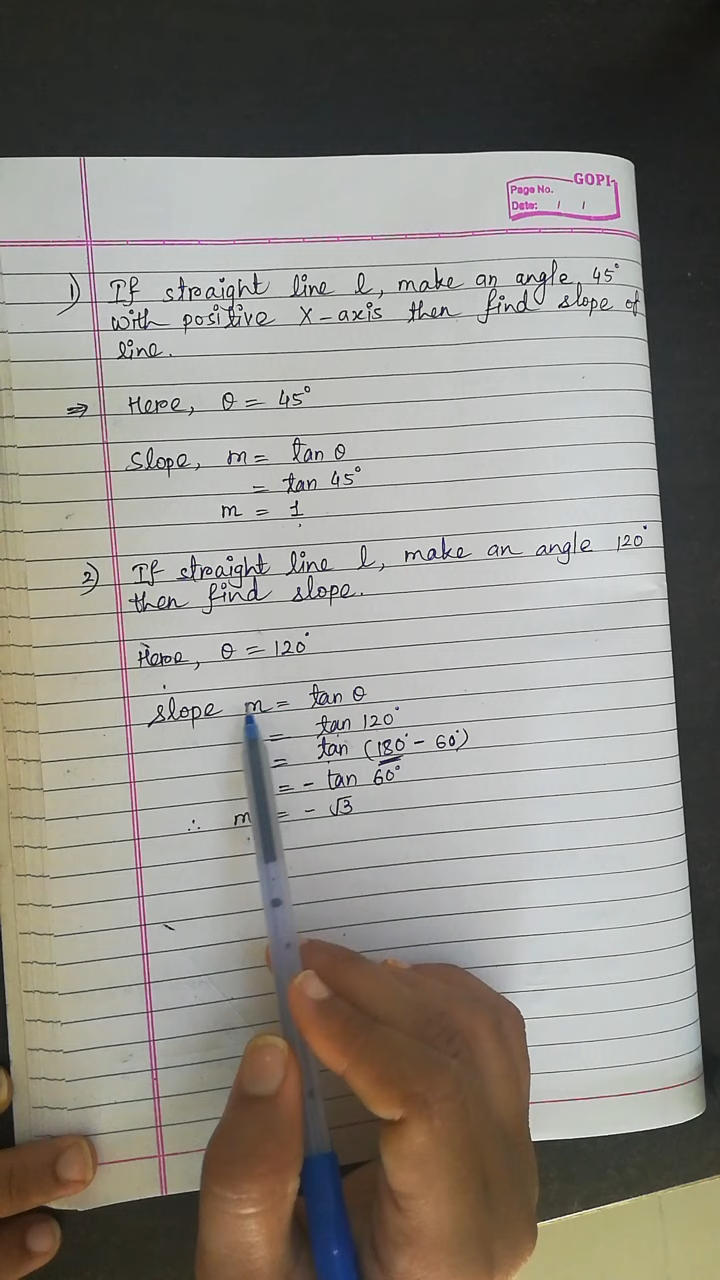 GOPI
Page No.
Date: / /
1) If straight line l, make an angle 45°
with positive X-axis then find slope of
line.
⇒ Here, θ = 45°
Slope, m = tan θ
= tan 45°
m = 1
2) If straight line l, make an angle 120°
then find slope.
Here, θ = 120°
slope m = tan θ
= tan 120°
= tan (180° - 60°)
= - tan 60°
∴ m = - √3